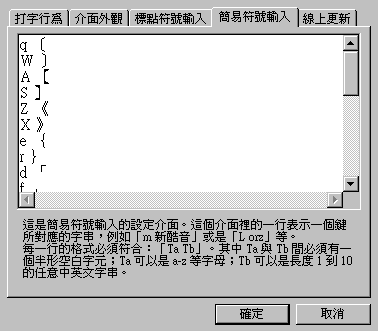 打字行為 介面外觀 標點符號輸入 簡易符號輸入 線上更新
q 〔
W 〕
A 【
S 】
Z 《
X 》
e {
r }
d 「
這是簡易符號輸入的設定介面。這個介面裡的一行表示一個鍵
所對應的字串，例如「m 新酷音」或是「L orz」等。
每一行的格式必須符合：「Ta Tb」。其中 Ta 與 Tb 間必須有一
個半形空白字元；Ta 可以是 a-z 等字母；Tb 可以是長度 1 到 10
的任意中英文字串。
確定 取消